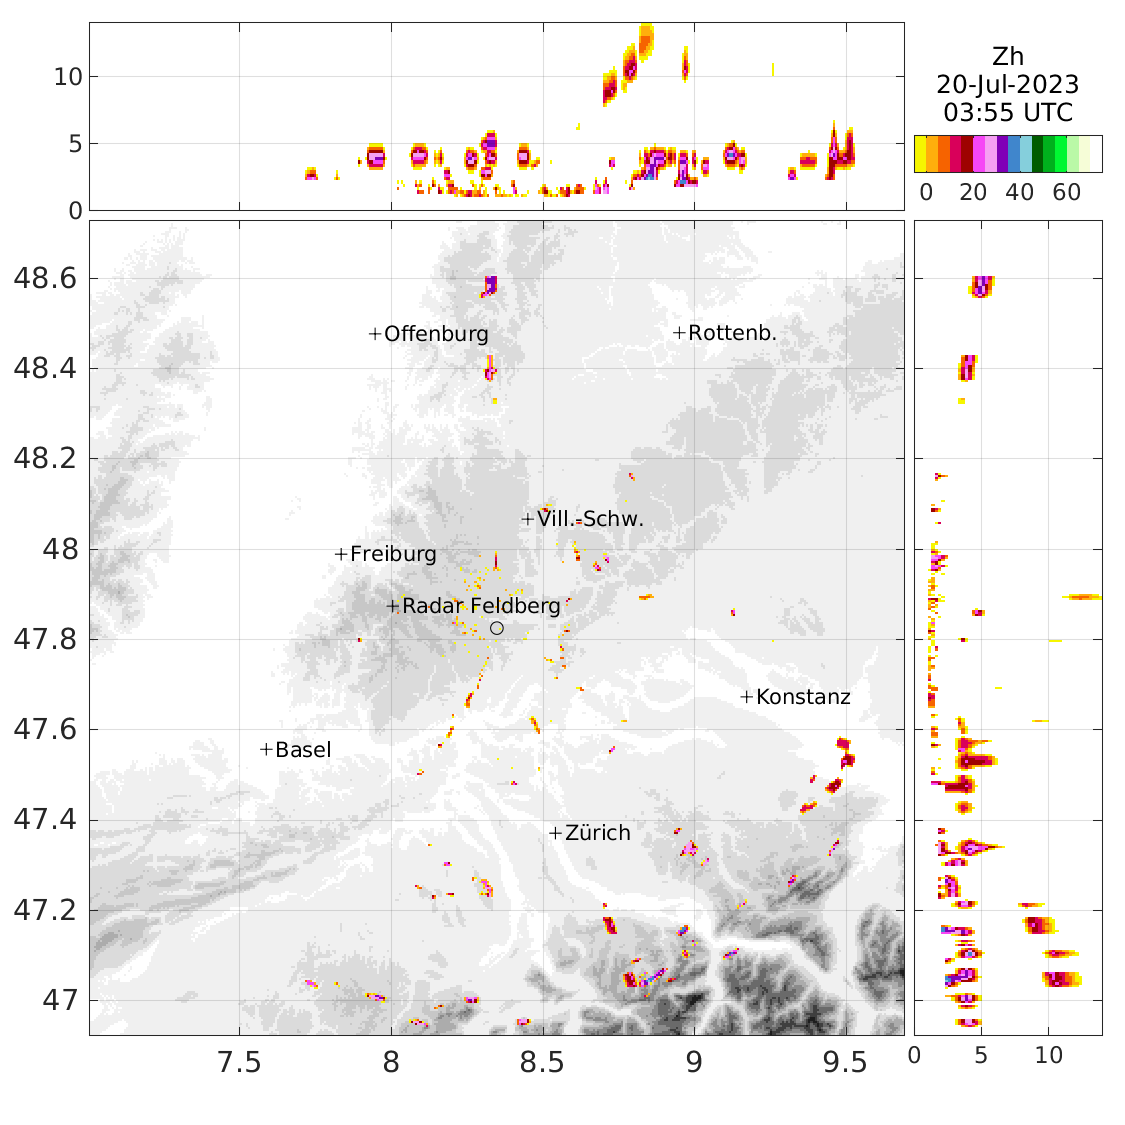 10
5
0
Zh
20-Jul-2023
03:55 UTC
0 20 40 60
48.6
48.4
48.2
48
47.8
47.6
47.4
47.2
47
+Offenburg
+Rottenb.
+Vill.-Schw.
+Freiburg
+Radar Feldberg
+Konstanz
+Basel
+Zürich
7.5 8 8.5 9 9.5
0 5 10